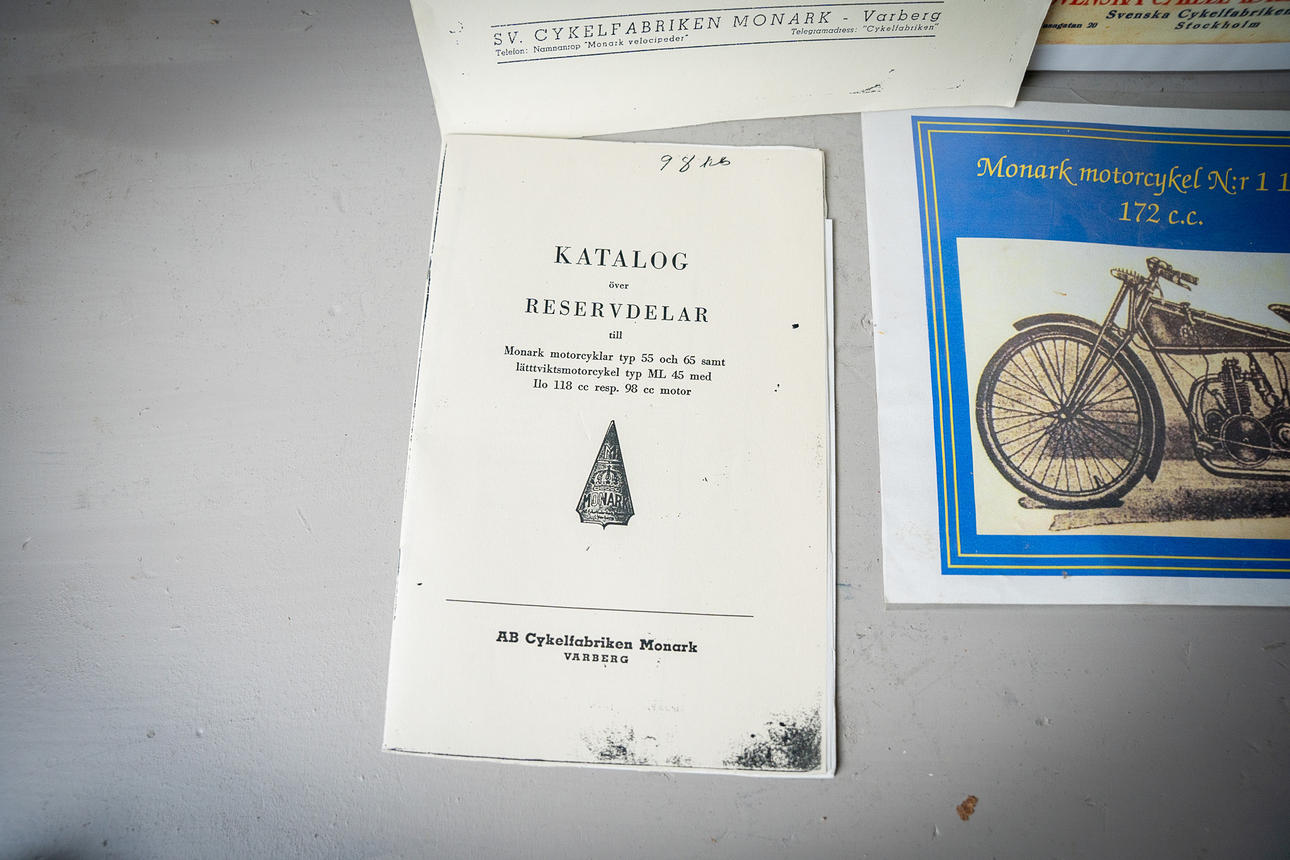 SV. CYKELFABRIKEN MONARK - Varberg
Telefon: Namnanrop "Monark velocipeder" Telegramadress: "Cykelfabriken"
Svenska Cykelfabriken
Stockholm
98 kb
KATALOG
över
RESERVDELAR
till
Monark motorcyklar typ 55 och 65 samt
lätttviktsmotorcykel typ ML 45 med
Ilo 118 cc resp. 98 cc motor
M
MONARK
AB Cykelfabriken Monark
VARBERG
Monark motorcykel N:r 1 1
172 c.c.